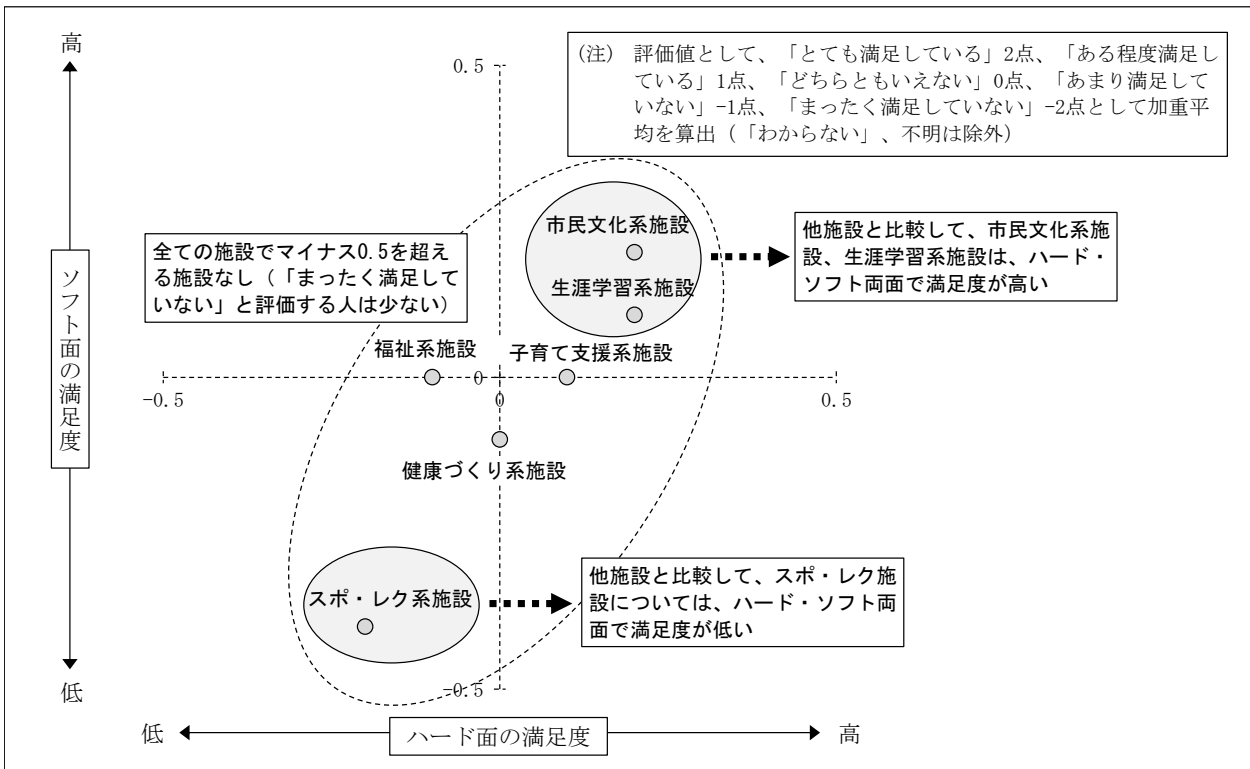 高
0.5
(注) 評価値として、「とても満足している」2点、「ある程度満足し
ている」1点、「どちらともいえない」0点、「あまり満足して
いない」-1点、「まったく満足していない」-2点として加重平
均を算出（「わからない」、不明は除外）
市民文化系施設
他施設と比較して、市民文化系施
設、生涯学習系施設は、ハード・
ソフト両面で満足度が高い
全ての施設でマイナス0.5を超え
る施設なし（「まったく満足して
いない」と評価する人は少ない）
生涯学習系施設
ソフト面の満足度
福祉系施設
子育て支援系施設
0
-0.5
0
0.5
健康づくり系施設
スポ・レク系施設
他施設と比較して、スポ・レク施
設については、ハード・ソフト両
面で満足度が低い
低
-0.5
低
ハード面の満足度
高